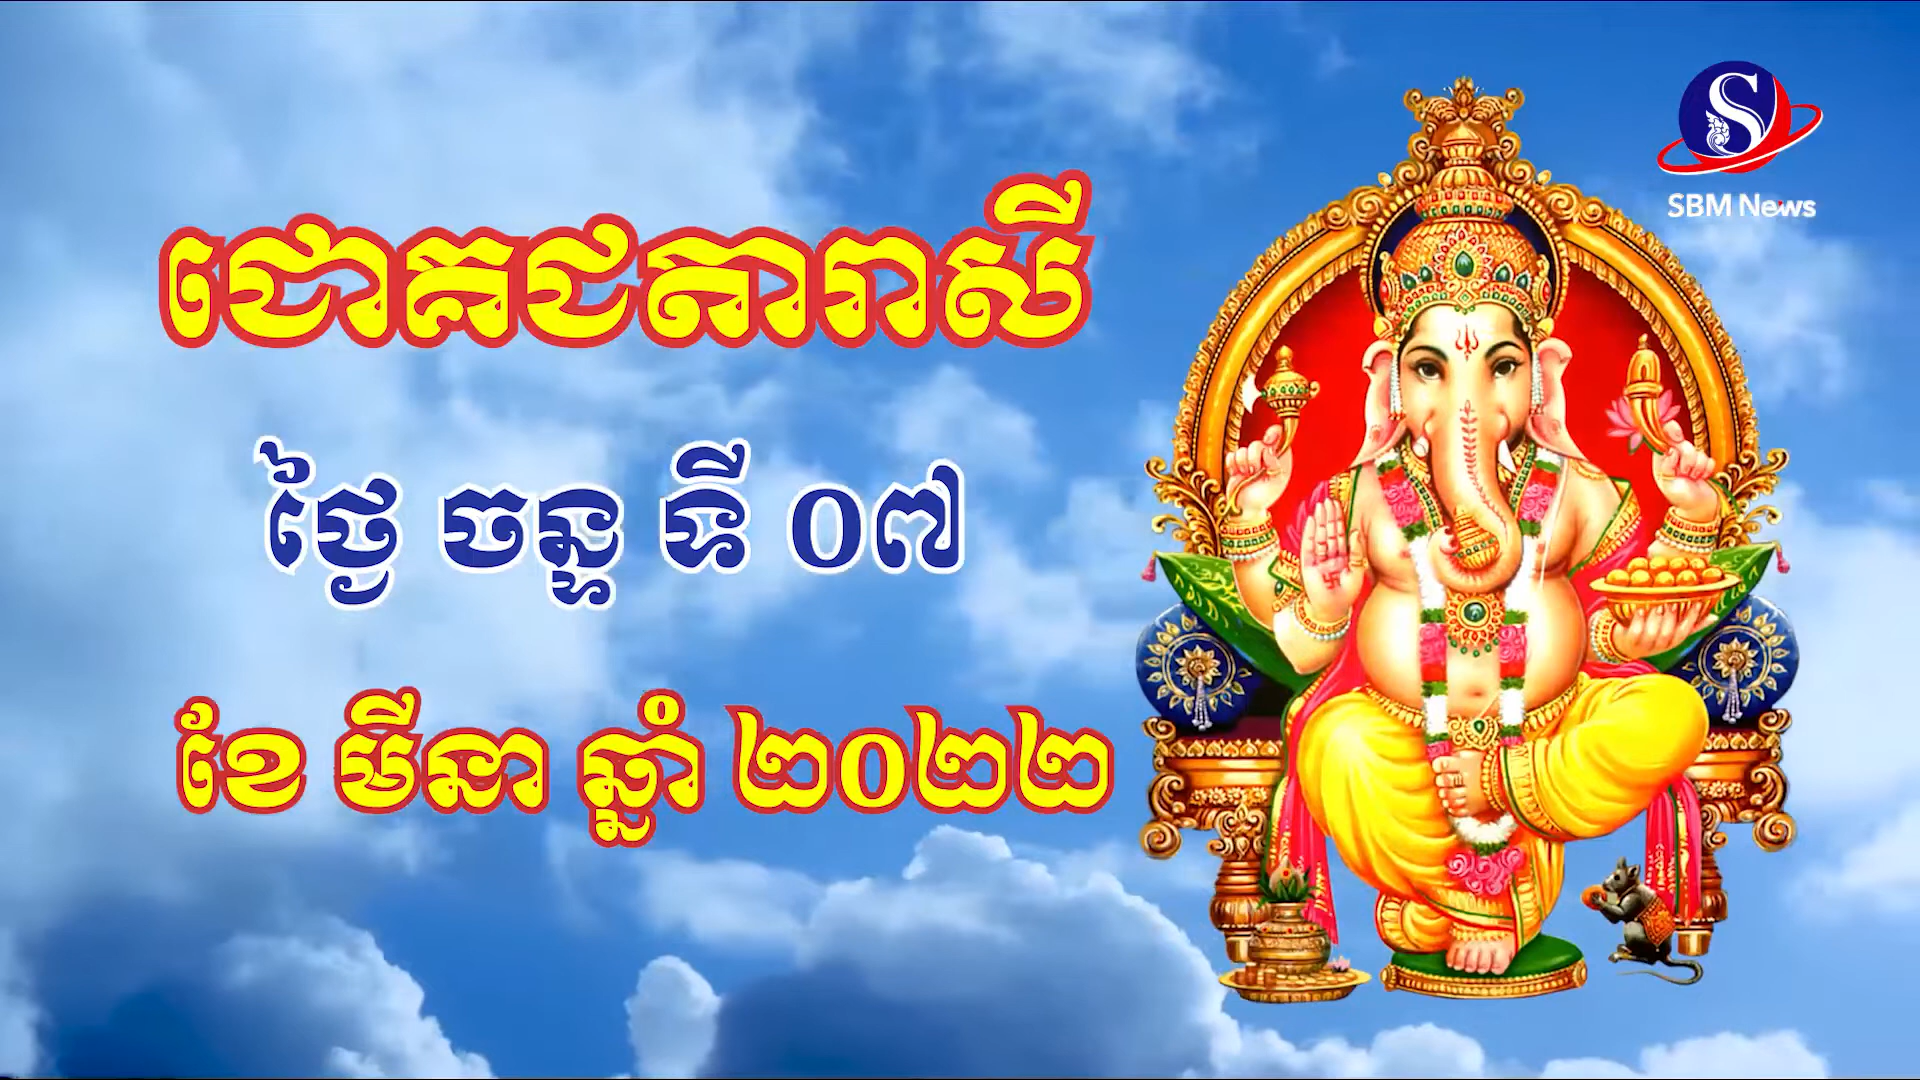 SBM News
ជោគជតារាសី
ថ្ងៃ ចន្ទ ទី ០៧
ខែ មីនា ឆ្នាំ ២០២២